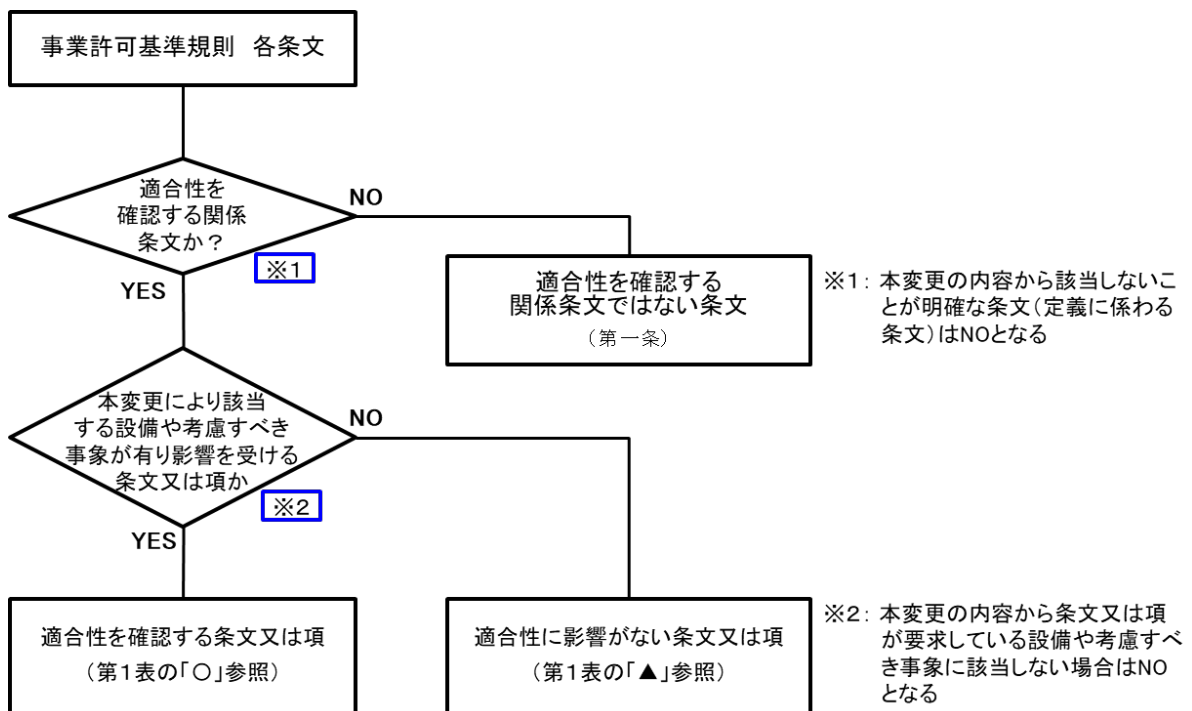 事業許可基準規則　各条文
適合性を
確認する関係
条文か？
NO
※1
YES
適合性を確認する
関係条文ではない条文
（第一条）
※1：本変更の内容から該当しないこ
とが明確な条文（定義に係わる
条文）はNOとなる
本変更により該当
する設備や考慮すべき
事象が有り影響を受ける
条文又は項か
NO
※2
YES
適合性を確認する条文又は項
（第1表の「○」参照）
適合性に影響がない条文又は項
（第1表の「▲」参照）
※2：本変更の内容から条文又は項
が要求している設備や考慮すべ
き事象に該当しない場合はNO
となる